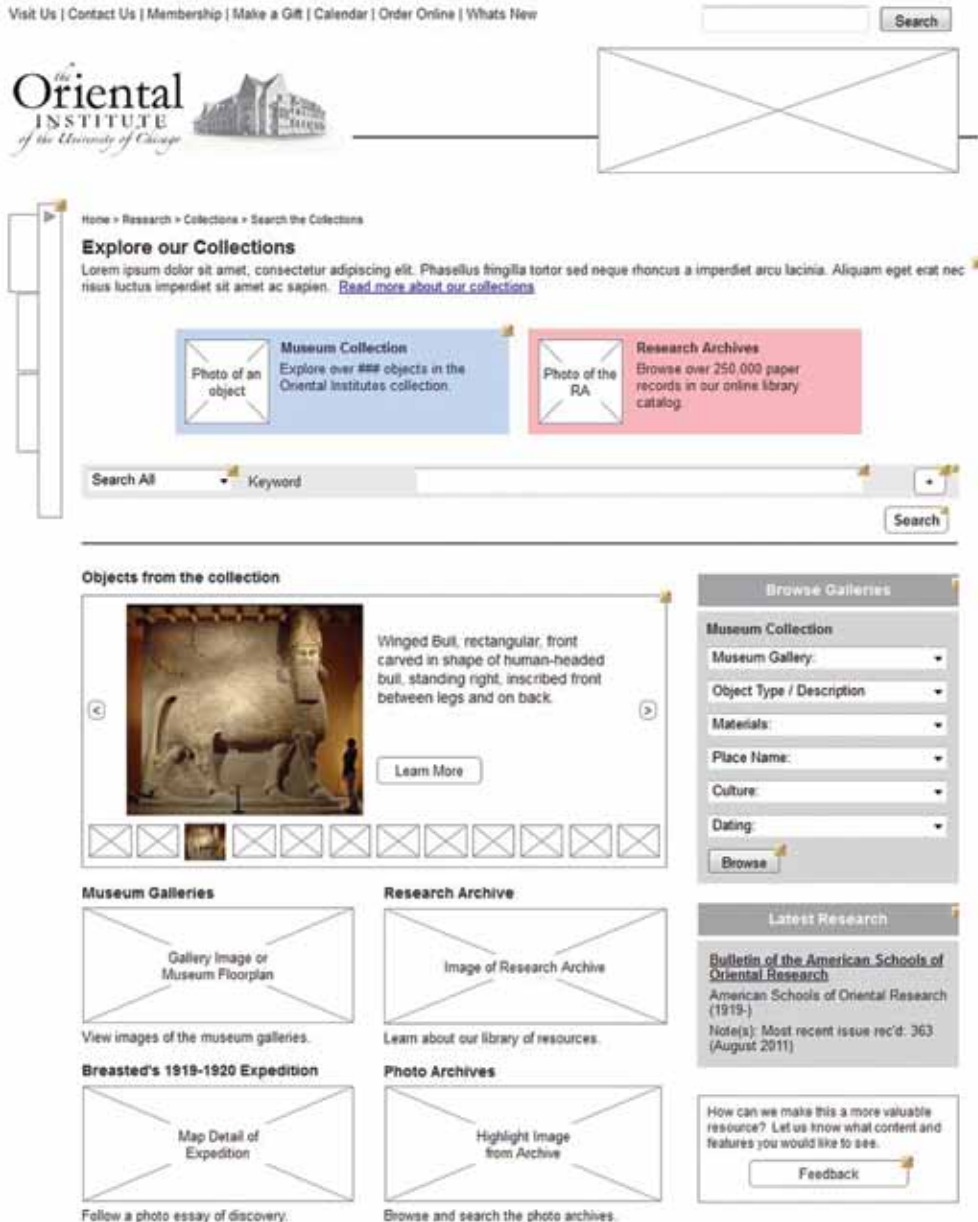 Visit Us | Contact Us | Membership | Make a Gift | Calendar | Order Online | Whats New
Search
the
Oriental
INSTITUTE
of the University of Chicago
Home > Research > Collections > Search the Collections
Explore our Collections
Lorem ipsum dolor sit amet, consectetur adipiscing elit. Phasellus fringilla tortor sed neque rhoncus a imperdiet arcu lacinia. Aliquam eget erat nec
risus luctus imperdiet sit amet ac sapien. Read more about our collections
Photo of an
object
Museum Collection
Explore over ### objects in the
Oriental Institutes collection.
Photo of the
RA
Research Archives
Browse over 250,000 paper
records in our online library
catalog.
Search All
Keyword
+
Search
Objects from the collection
<
Winged Bull, rectangular, front
carved in shape of human-headed
bull, standing right, inscribed front
between legs and on back.
>
Learn More
Museum Galleries
Gallery Image or
Museum Floorplan
View images of the museum galleries.
Research Archive
Image of Research Archive
Learn about our library of resources.
Breasted's 1919-1920 Expedition
Map Detail of
Expedition
Follow a photo essay of discovery.
Photo Archives
Highlight Image
from Archive
Browse and search the photo archives.
Browse Galleries
Museum Collection
Museum Gallery:
Object Type / Description
Materials:
Place Name:
Culture:
Dating:
Browse
Latest Research
Bulletin of the American Schools of
Oriental Research
American Schools of Oriental Research
(1919-)
Note(s): Most recent issue rec'd: 363
(August 2011)
How can we make this a more valuable
resource? Let us know what content and
features you would like to see.
Feedback